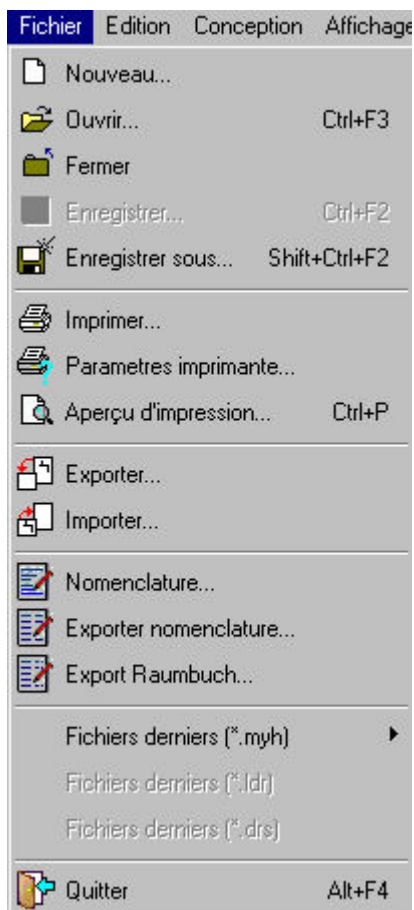 Fichier Edition Conception Affichage
Nouveau...
Ouvrir... Ctrl+F3
Fermer
Enregistrer... Ctrl+F2
Enregistrer sous... Shift+Ctrl+F2
Imprimer...
Parametres imprimante...
Aperçu d'impression... Ctrl+P
Exporter...
Importer...
Nomenclature...
Exporter nomenclature...
Export Raumbuch...
Fichiers derniers (*.myh)
Fichiers derniers (*.ldr)
Fichiers derniers (*.drs)
Quitter Alt+F4